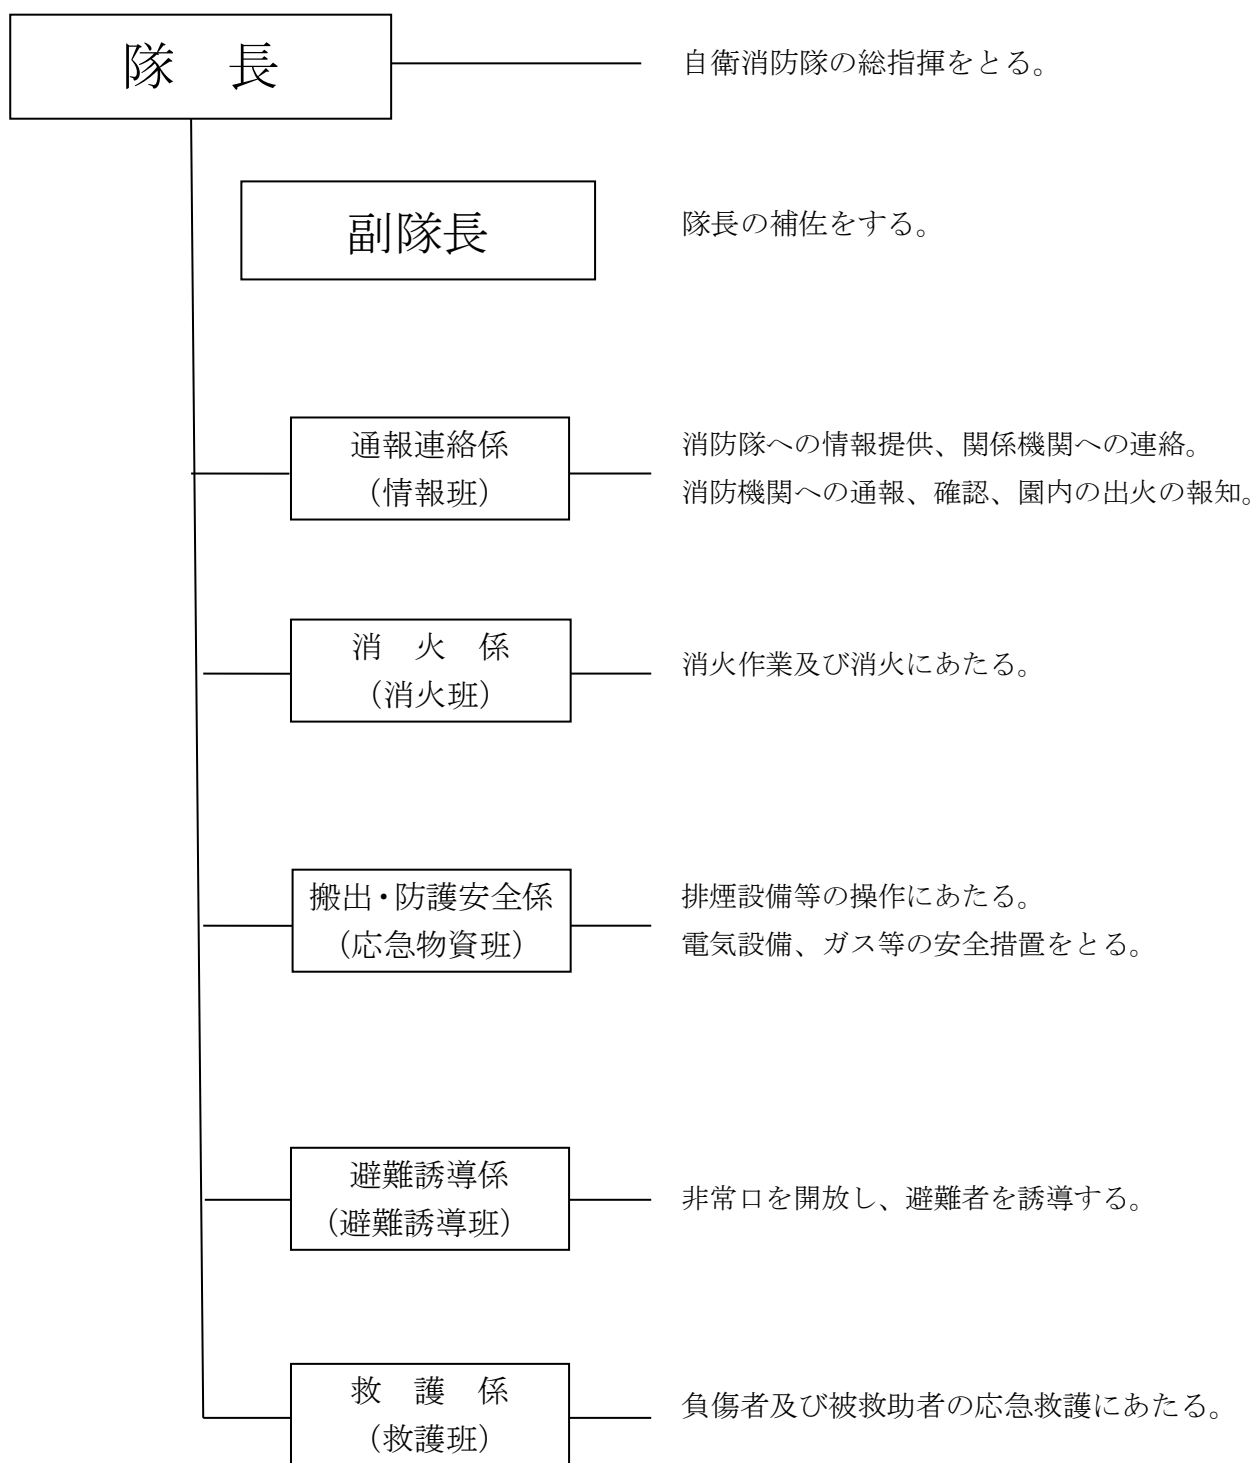 隊　長
自衛消防隊の総指揮をとる。
副隊長
隊長の補佐をする。
通報連絡係
（情報班）
消防隊への情報提供、関係機関への連絡。
消防機関への通報、確認、園内の出火の報知。
消　火　係
（消火班）
消火作業及び消火にあたる。
搬出・防護安全係
（応急物資班）
排煙設備等の操作にあたる。
電気設備、ガス等の安全措置をとる。
避難誘導係
（避難誘導班）
非常口を開放し、避難者を誘導する。
救　護　係
（救護班）
負傷者及び被救助者の応急救護にあたる。